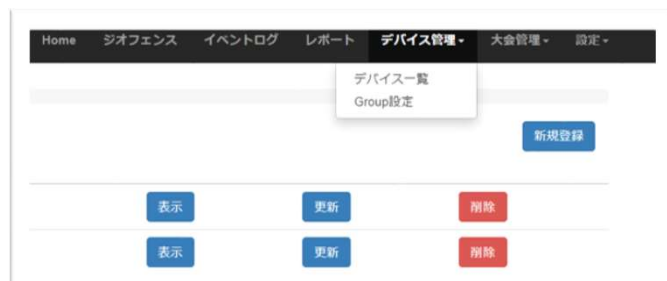 Home ジオフェンス イベントログ レポート デバイス管理 大会管理 設定
デバイス一覧
Group設定
新規登録
表示 更新 削除
表示 更新 削除